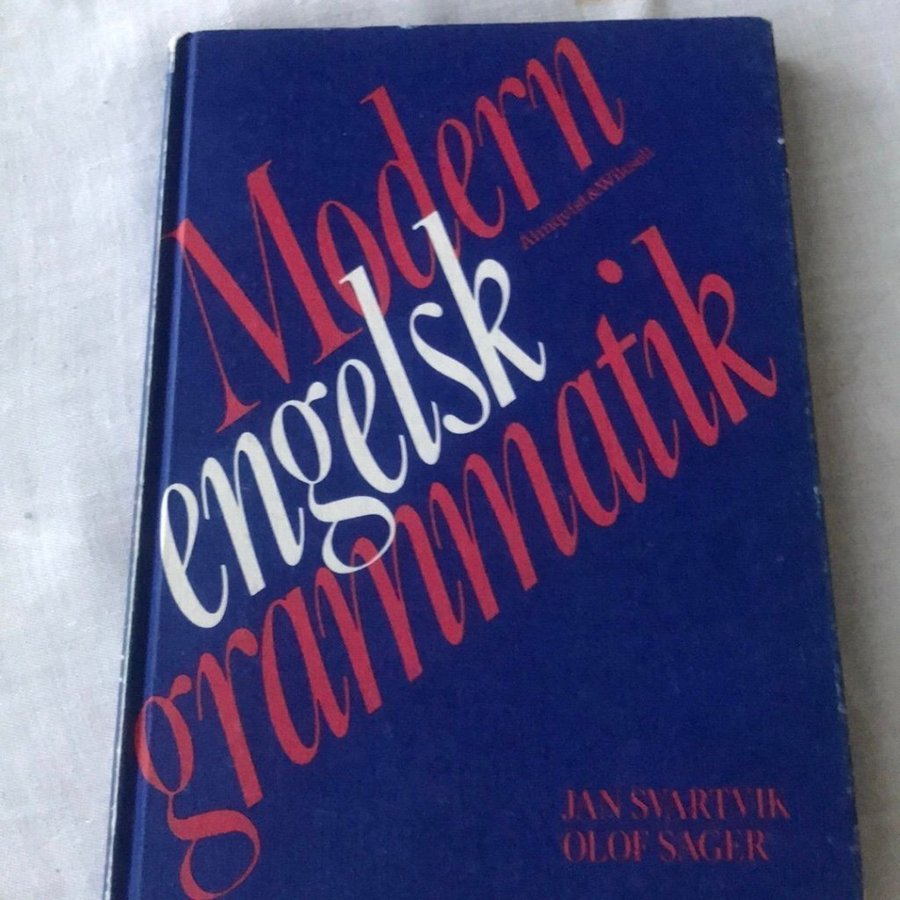 Modern
Almqvist & Wiksell
engelsk
grammatik
JAN SVARTVIK
OLOF SAGER